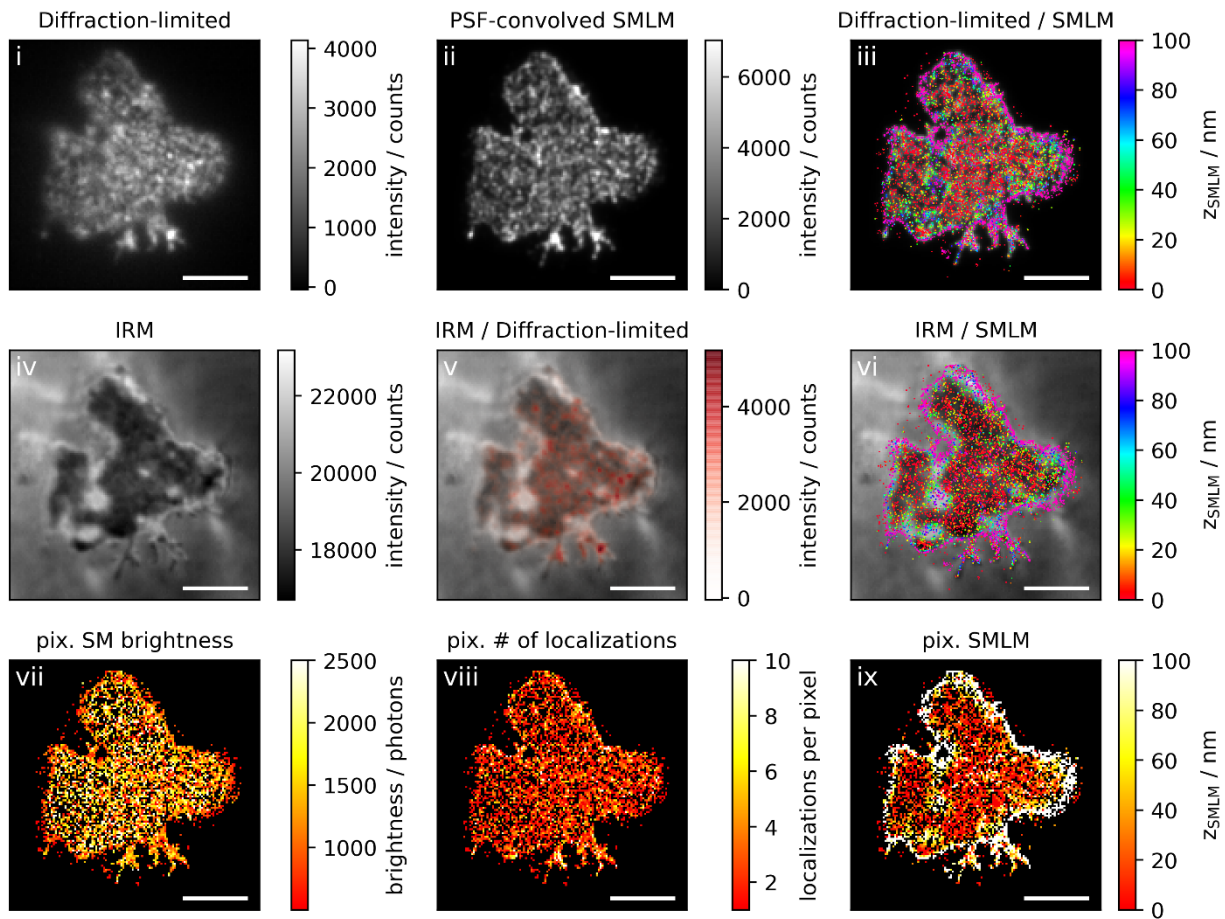 Diffraction-limited
PSF-convolved SMLM
Diffraction-limited / SMLM
i
4000
3000
2000
1000
0
intensity / counts
ii
6000
4000
2000
0
intensity / counts
iii
100
80
60
40
20
0
zSMLM / nm
IRM
IRM / Diffraction-limited
IRM / SMLM
iv
22000
20000
18000
intensity / counts
v
4000
2000
0
intensity / counts
vi
100
80
60
40
20
0
zSMLM / nm
pix. SM brightness
pix. # of localizations
pix. SMLM
vii
2500
2000
1500
1000
brightness / photons
viii
10
8
6
4
2
localizations per pixel
ix
100
80
60
40
20
0
zSMLM / nm